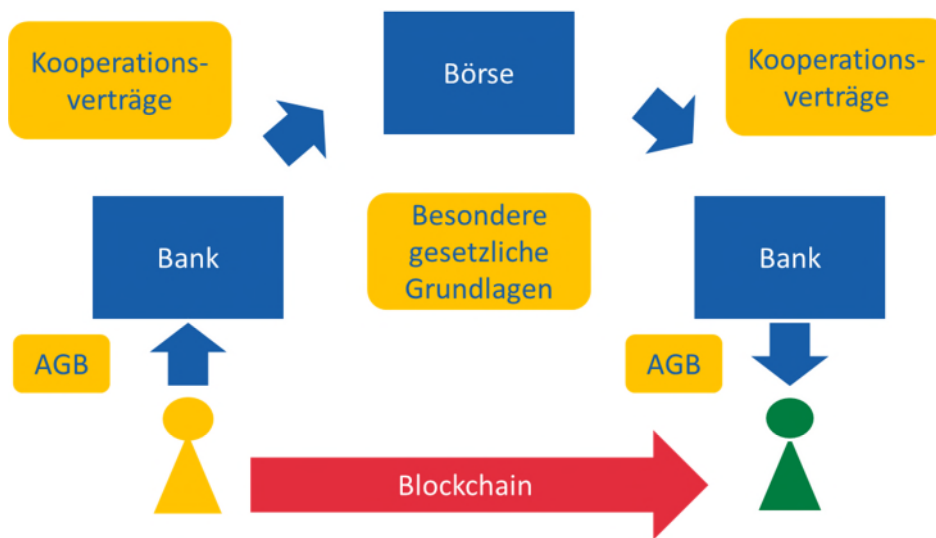 Kooperations-
verträge
Börse
Kooperations-
verträge
Bank
Besondere
gesetzliche
Grundlagen
Bank
AGB
AGB
Blockchain